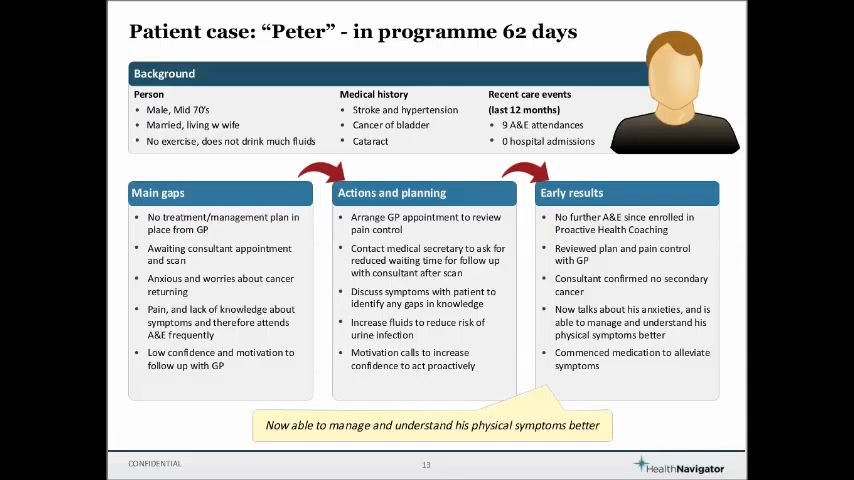 Patient case: “Peter” - in programme 62 days
Background
Person
• Male, Mid 70's
• Married, living w wife
• No exercise, does not drink much fluids
Medical history
• Stroke and hypertension
• Cancer of bladder
• Cataract
Recent care events
(last 12 months)
• 9 A&E attendances
• 0 hospital admissions
Main gaps
• No treatment/management plan in
place from GP
• Awaiting consultant appointment
and scan
• Anxious and worries about cancer
returning
• Pain, and lack of knowledge about
symptoms and therefore attends
A&E frequently
• Low confidence and motivation to
follow up with GP
Actions and planning
• Arrange GP appointment to review
pain control
• Contact medical secretary to ask for
reduced waiting time for follow up
with consultant after scan
• Discuss symptoms with patient to
identify any gaps in knowledge
• Increase fluids to reduce risk of
urine infection
• Motivation calls to increase
confidence to act proactively
Early results
• No further A&E since enrolled in
Proactive Health Coaching
• Reviewed plan and pain control
with GP
• Consultant confirmed no secondary
cancer
• Now talks about his anxieties, and is
able to manage and understand his
physical symptoms better
• Commenced medication to alleviate
symptoms
Now able to manage and understand his physical symptoms better
CONFIDENTIAL
13
HealthNavigator